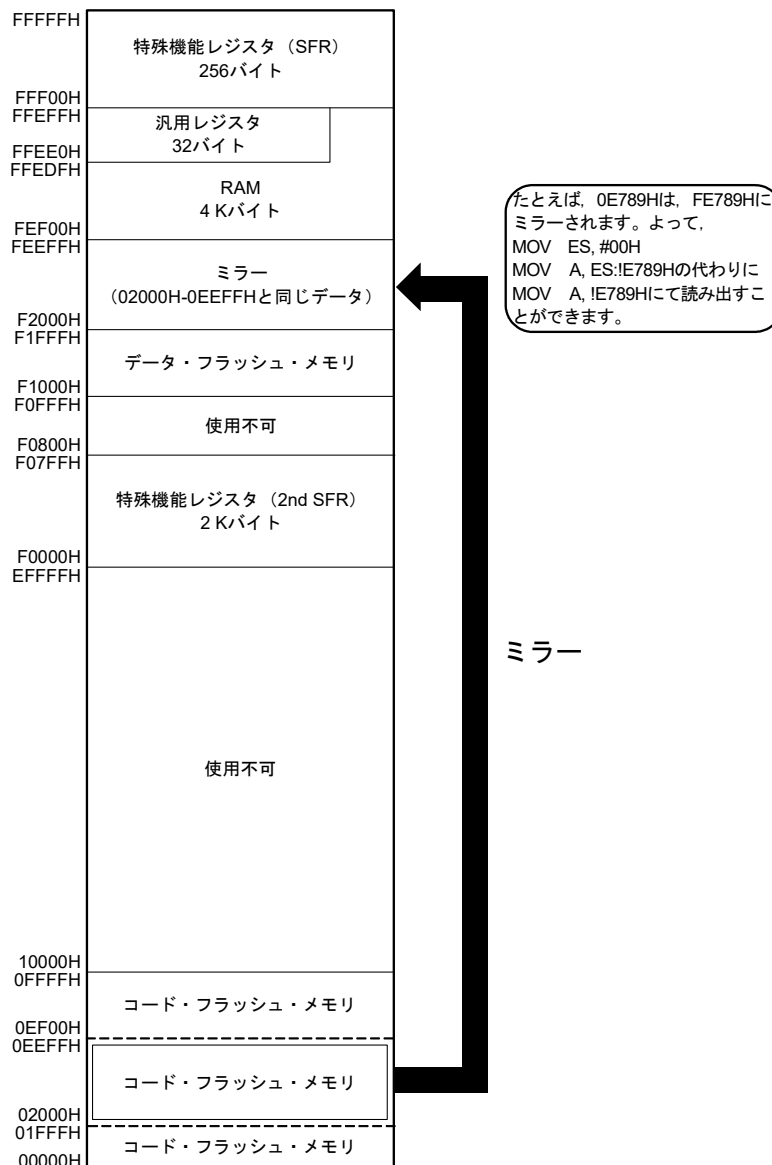 FFFFFH
特殊機能レジスタ（SFR）
256バイト
FFF00H
FFEFFH
汎用レジスタ
32バイト
FFEE0H
FFEDFH
RAM
4 Kバイト
FEF00H
FEEFFH
ミラー
（02000H-0EEFFHと同じデータ）
F2000H
F1FFFH
データ・フラッシュ・メモリ
F1000H
F0FFFH
使用不可
F0800H
F07FFH
特殊機能レジスタ（2nd SFR）
2 Kバイト
F0000H
EFFFFH
使用不可
10000H
0FFFFH
コード・フラッシュ・メモリ
0EF00H
0EEFFH
コード・フラッシュ・メモリ
02000H
01FFFH
コード・フラッシュ・メモリ
00000H
たとえば，0E789Hは，FE789Hに
ミラーされます。よって，
MOV ES, #00H
MOV A, ES:!E789Hの代わりに
MOV A, !E789Hにて読み出すこ
とができます。
ミラー